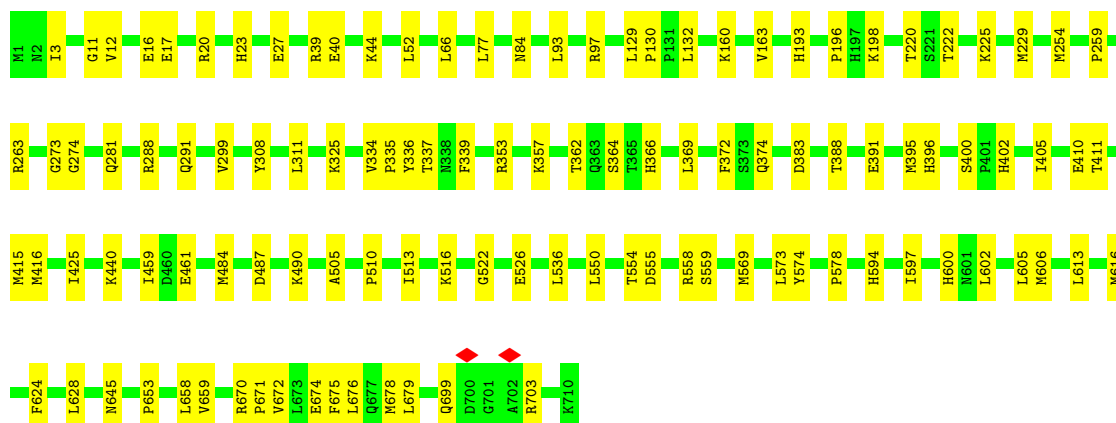 M1 N2 I3 G11 V12 E16 E17 R20 H23 E27 R39 E40 K44 L52 L66 L77 N84 L93 R97 L129 P130 P131 L132 K160 V163 H193 P196 H197 K198 T220 S221 T222 K225 M229 M254 P259
R263 G273 G274 Q281 R288 Q291 V299 Y308 L311 K325 V334 P335 Y336 T337 N338 F339 R353 K357 T362 Q363 S364 T365 H366 L369 F372 S373 Q374 D383 T388 E391 M395 H396 S400 P401 H402 I405 E410 T411
M415 M416 I425 K440 I459 D460 E461 M484 D487 K490 A505 P510 I513 K516 G522 E526 L536 L550 T554 D555 R558 S559 M569 L573 Y574 P578 H594 I597 H600 N601 L602 L605 M606 L613 M616
F624 L628 N645 P653 L658 V659 R670 P671 V672 L673 E674 F675 L676 Q677 M678 L679 Q699 D700 G701 A702 R703 K710